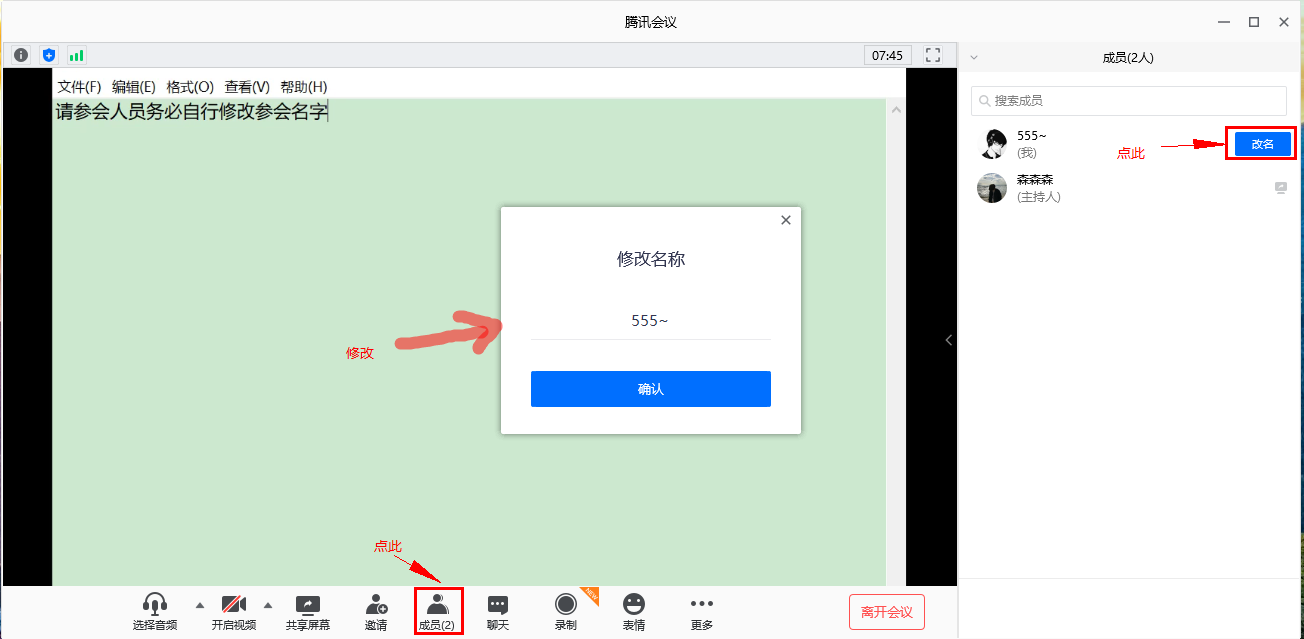 腾讯会议
07:45
成员(2人)
文件(F) 编辑(E) 格式(O) 查看(V) 帮助(H)
请参会人员务必自行修改参会名字
搜索成员
555~
(我)
点此
改名
森森森
(主持人)
修改名称
555~
修改
确认
点此
选择音频
开启视频
共享屏幕
邀请
成员(2)
聊天
NEW
录制
表情
更多
离开会议